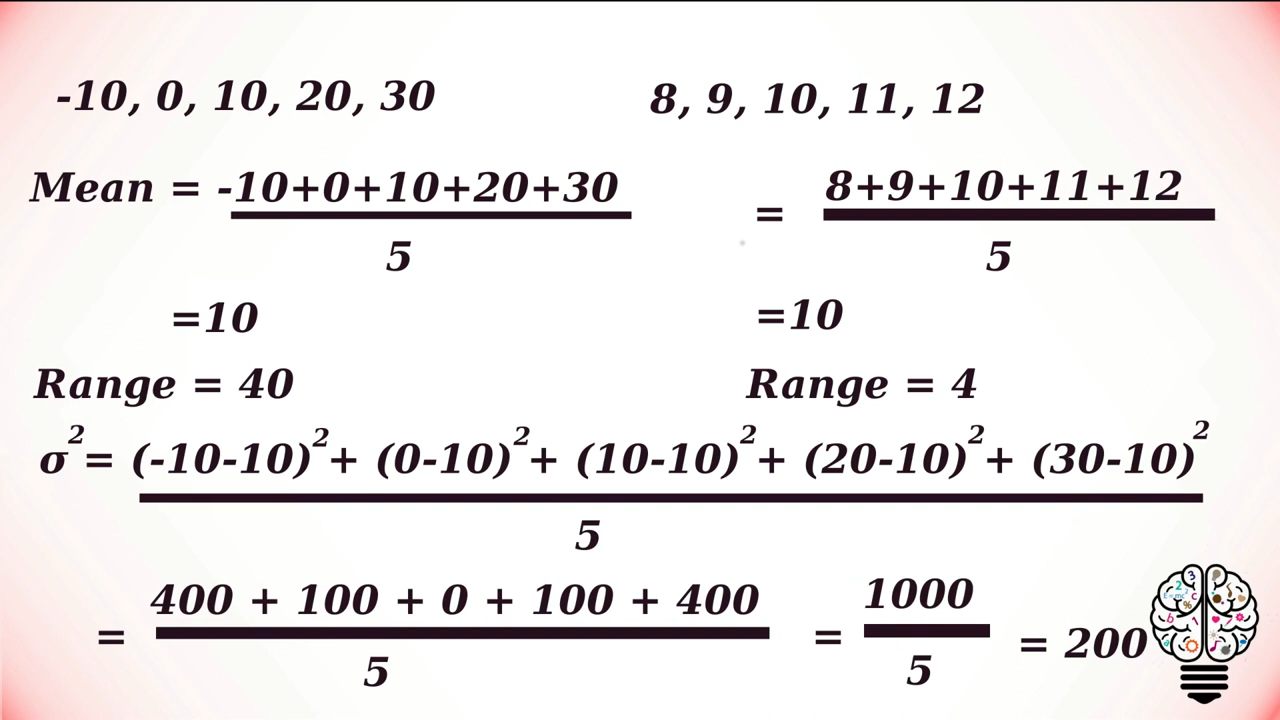 -10, 0, 10, 20, 30 8, 9, 10, 11, 12
Mean = -10+0+10+20+30 = 8+9+10+11+12
5 5
=10 =10
Range = 40 Range = 4
σ²= (-10-10)²+ (0-10)²+ (10-10)²+ (20-10)²+ (30-10)²
5
= 400 + 100 + 0 + 100 + 400 = 1000 = 200
5 5